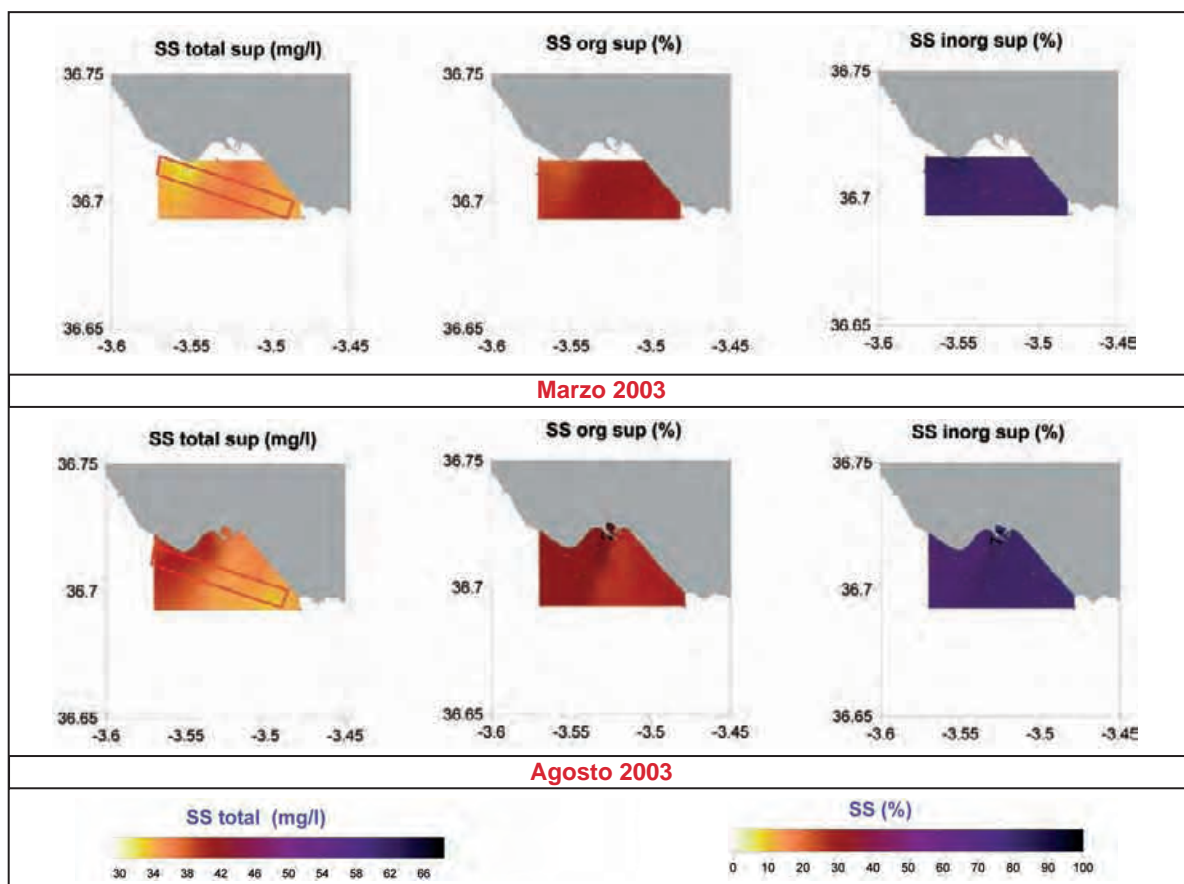 SS total sup (mg/l)
SS org sup (%)
SS inorg sup (%)
36.75
36.7
36.65
-3.6 -3.55 -3.5 -3.45
36.75
36.7
36.65
-3.6 -3.55 -3.5 -3.45
36.75
36.7
36.65
-3.6 -3.55 -3.5 -3.45
Marzo 2003
SS total sup (mg/l)
SS org sup (%)
SS inorg sup (%)
36.75
36.7
36.65
-3.6 -3.55 -3.5 -3.45
36.75
36.7
36.65
-3.6 -3.55 -3.5 -3.45
36.75
36.7
36.65
-3.6 -3.55 -3.5 -3.45
Agosto 2003
SS total (mg/l)
30 34 38 42 46 48 54 58 62 66
SS (%)
0 10 20 30 40 50 60 70 80 90 100